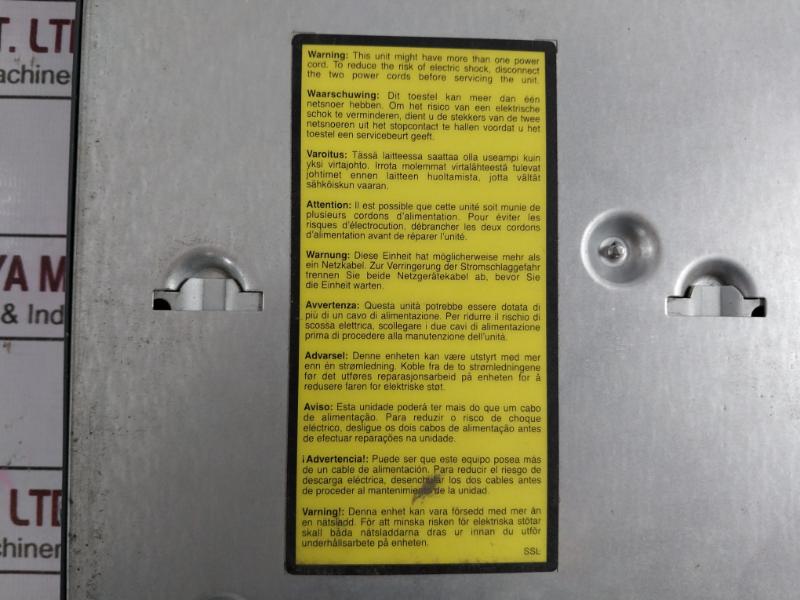 T. LT
achine
YA M
& Ind
LTE
chiner
Warning: This unit might have more than one power
cord. To reduce the risk of electric shock, disconnect
the two power cords before servicing the unit.
Waarschuwing: Dit toestel kan meer dan één
netsnoer hebben. Om het risico van een elektrische
schok te verminderen, dient u de stekkers van de twee
netsnoeren uit het stopcontact te hallen voordat u het
toestel een servicebeurt geeft.
Varoitus: Tässä laitteessa saattaa olla useampi kuin
yksi virtajohto. Irrota molemmat virtalähteestä tulevat
johtimet ennen laitteen huoltamista, jotta vältät
sähköiskun vaaran.
Attention: Il est possible que cette unité soit munie de
plusieurs cordons d'alimentation. Pour éviter les
risques d'électrocution, débrancher les deux cordons
d'alimentation avant de réparer l'unité.
Warnung: Diese Einheit hat möglicherweise mehr als
ein Netzkabel. Zur Verringerung der Stromschlaggefahr
trennen Sie beide Netzgerätekabel ab, bevor Sie
die Einheit warten.
Avvertenza: Questa unità potrebbe essere dotata di
più di un cavo di alimentazione. Per ridurre il rischio di
scossa elettrica, scollegare i due cavi di alimentazione
prima di procedere alla manutenzione dell'unità.
Advarsel: Denne enheten kan være utstyrt med mer
enn én strømledning. Koble fra de to strømledningene
før det utføres reparasjonsarbeid på enheten for å
redusere faren for elektriske støt.
Aviso: Esta unidade poderá ter mais do que um cabo
de alimentação. Para reduzir o risco de choque
eléctrico, desligue os dois cabos de alimentação antes
de efectuar reparações na unidade.
¡Advertencia!: Puede ser que este equipo posea más
de un cable de alimentación. Para reducir el riesgo de
descarga eléctrica, desenchufar los dos cables antes
de proceder al mantenimiento de la unidad.
Varning!: Denna enhet kan vara försedd med mer än
en nätsladd. För att minska risken för elektriska stötar
skall båda nätsladdarna dras ur innan du utför
underhållsarbete på enheten.
SSL